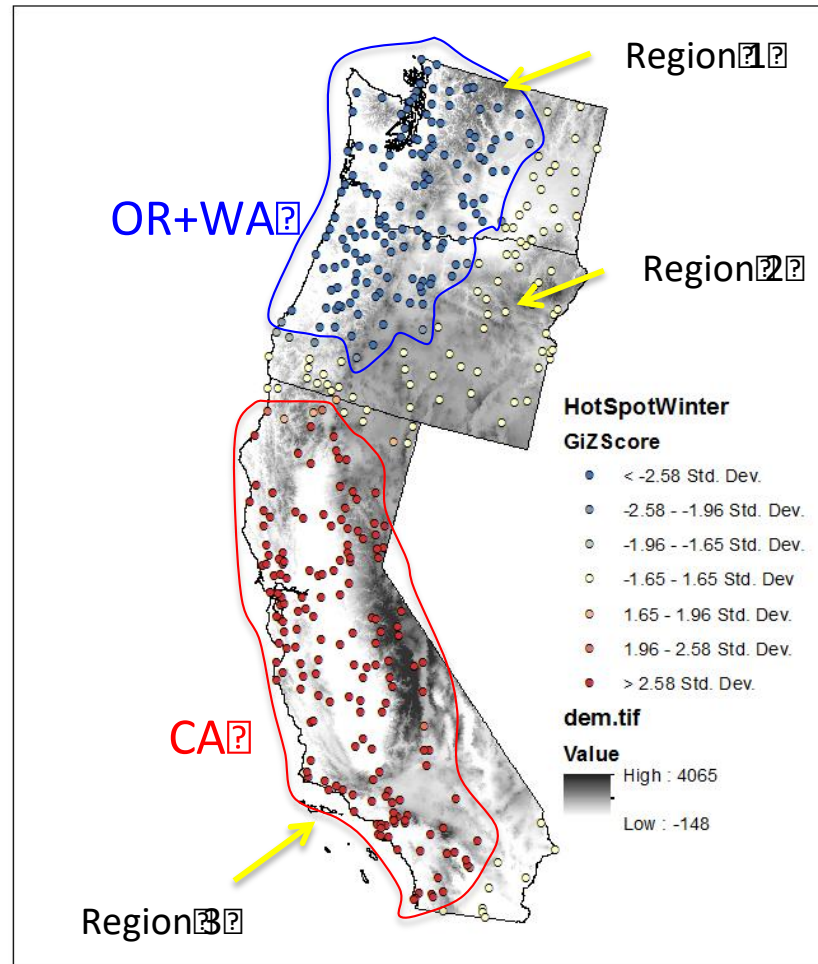 Region 1
OR+WA
Region 2
HotSpotWinter
GiZScore
< -2.58 Std. Dev.
-2.58 - -1.96 Std. Dev.
-1.96 - -1.65 Std. Dev.
-1.65 - 1.65 Std. Dev
1.65 - 1.96 Std. Dev.
1.96 - 2.58 Std. Dev.
> 2.58 Std. Dev.
CA
dem.tif
Value
High : 4065
Low : -148
Region 3